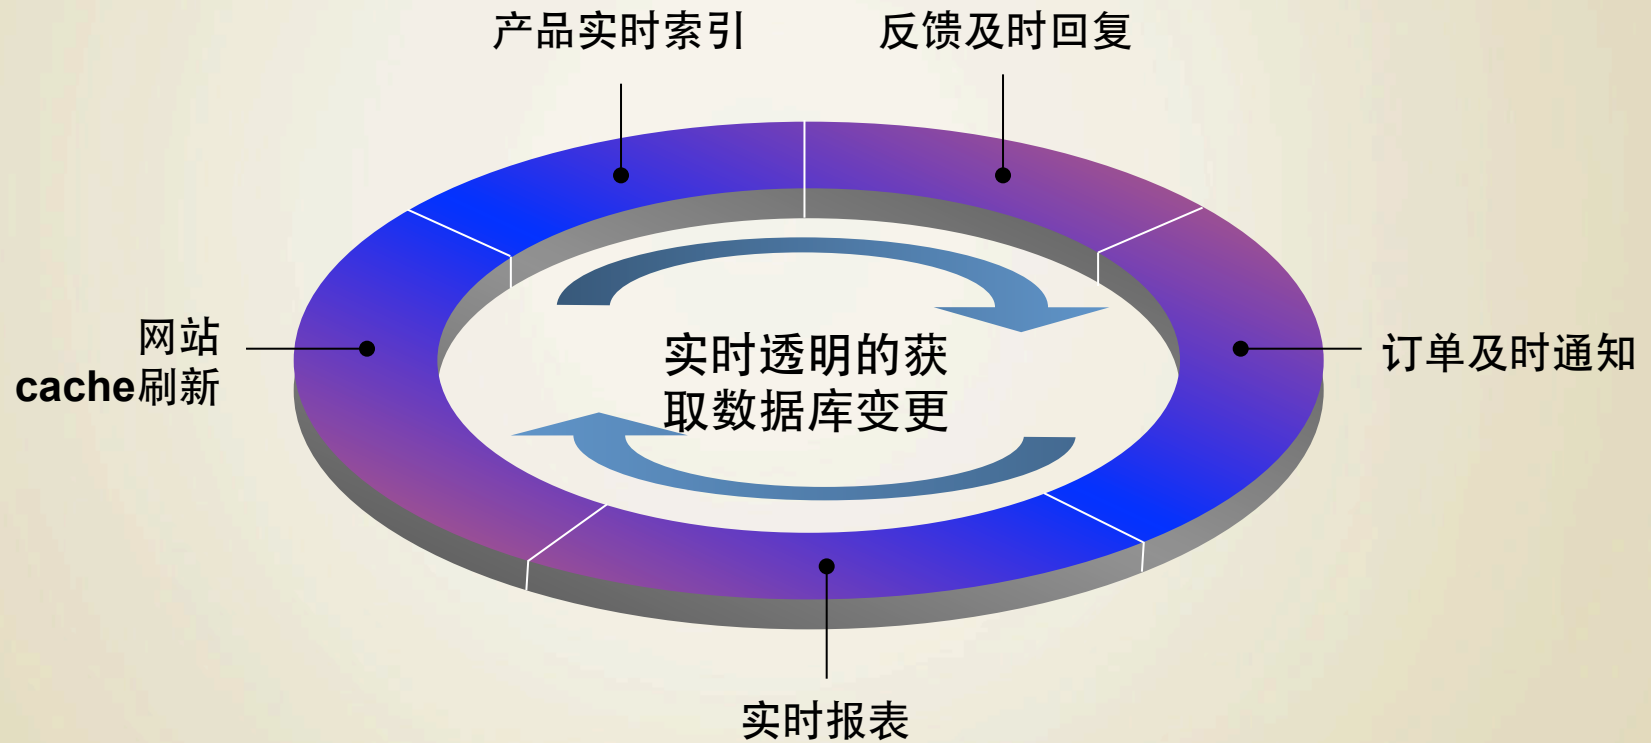 产品实时索引
反馈及时回复
网站
cache刷新
实时透明的获
取数据库变更
订单及时通知
实时报表